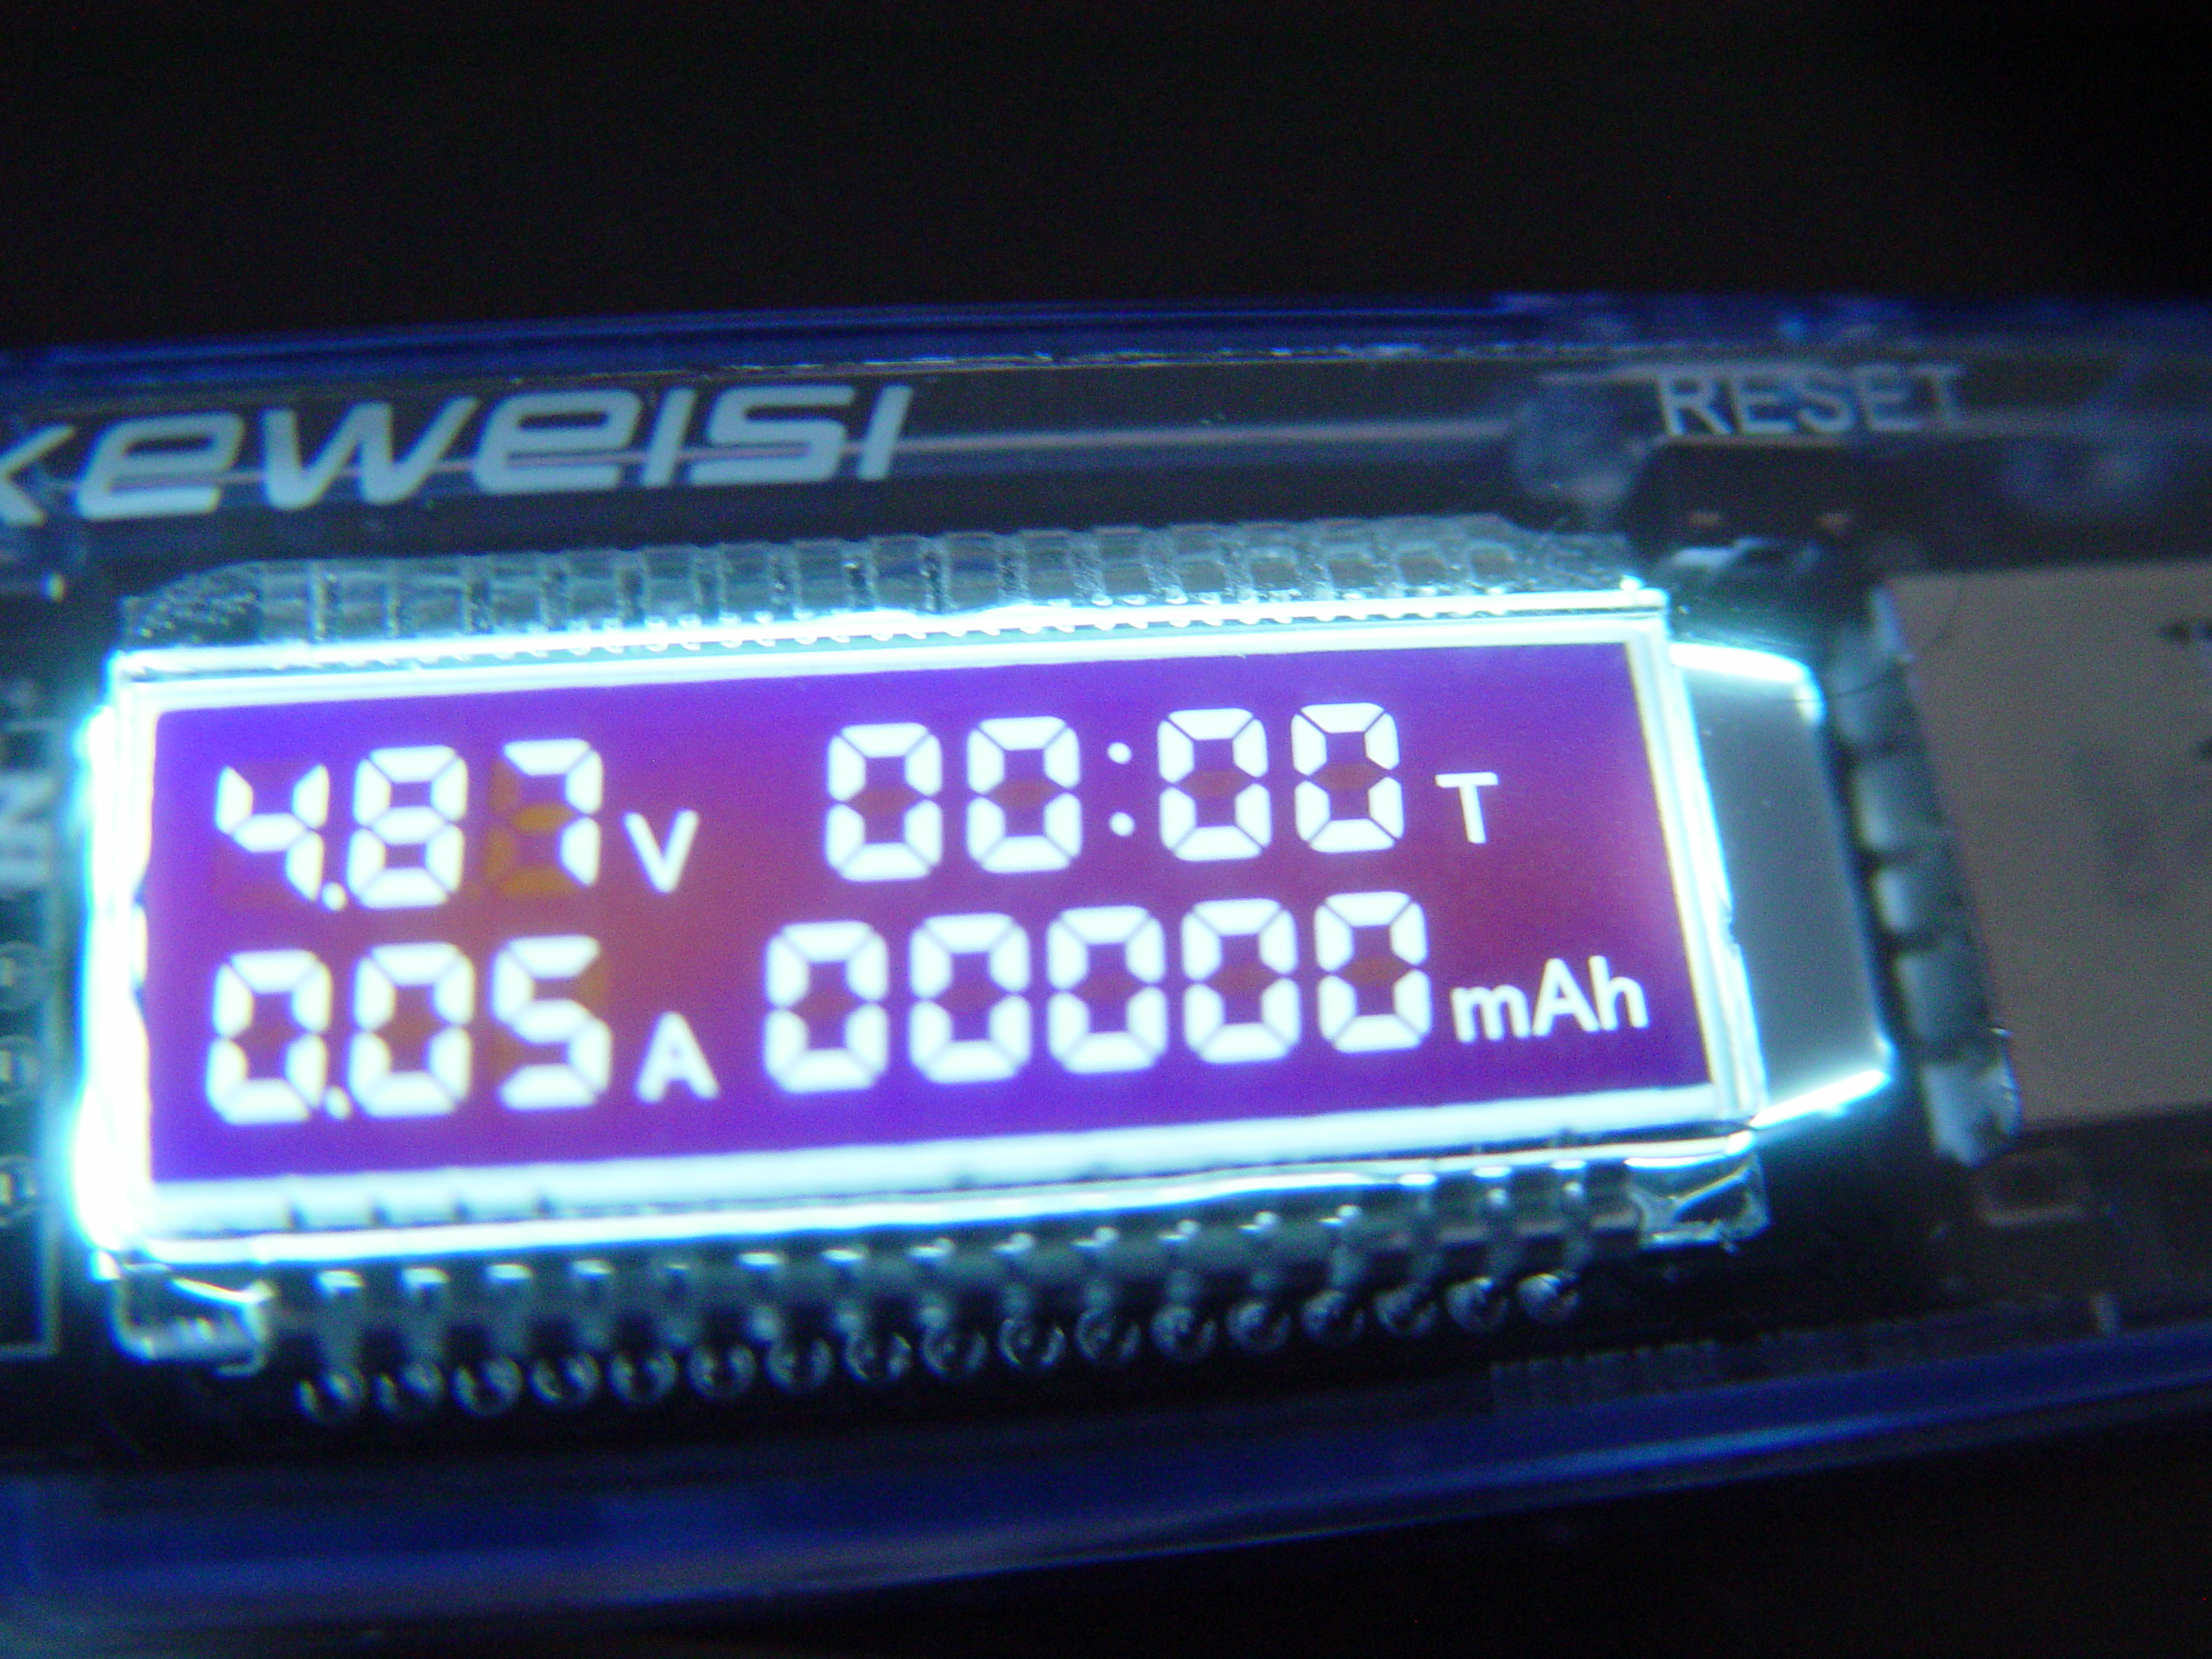 keweisi
RESET
4.87V 00:00T
0.05A 00000mAh